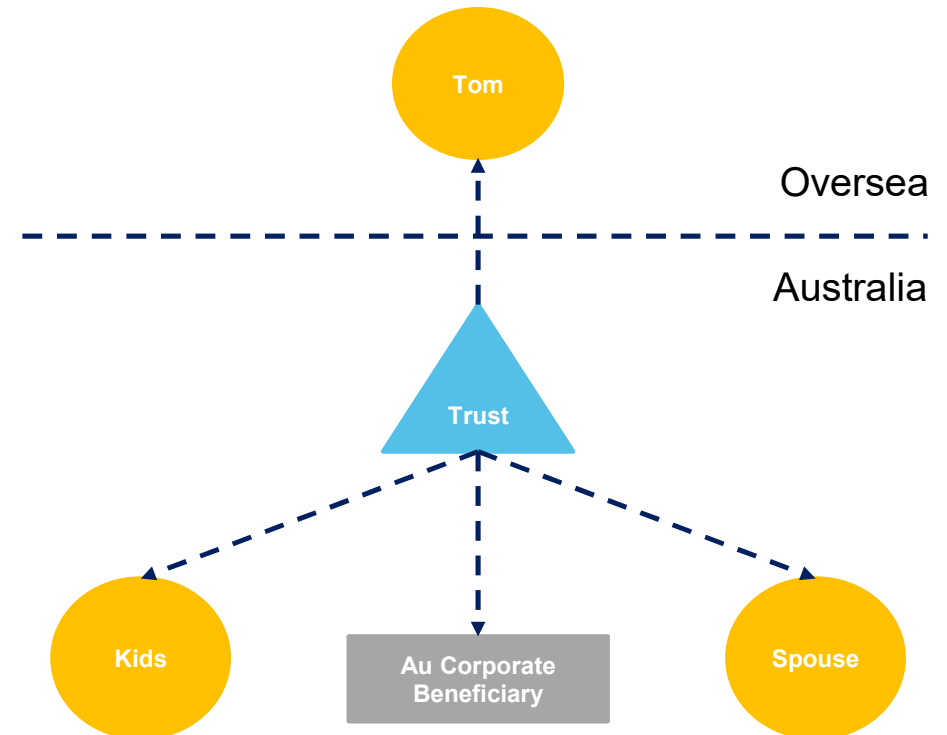 Tom
Oversea
Australia
Trust
Kids
Au Corporate
Beneficiary
Spouse